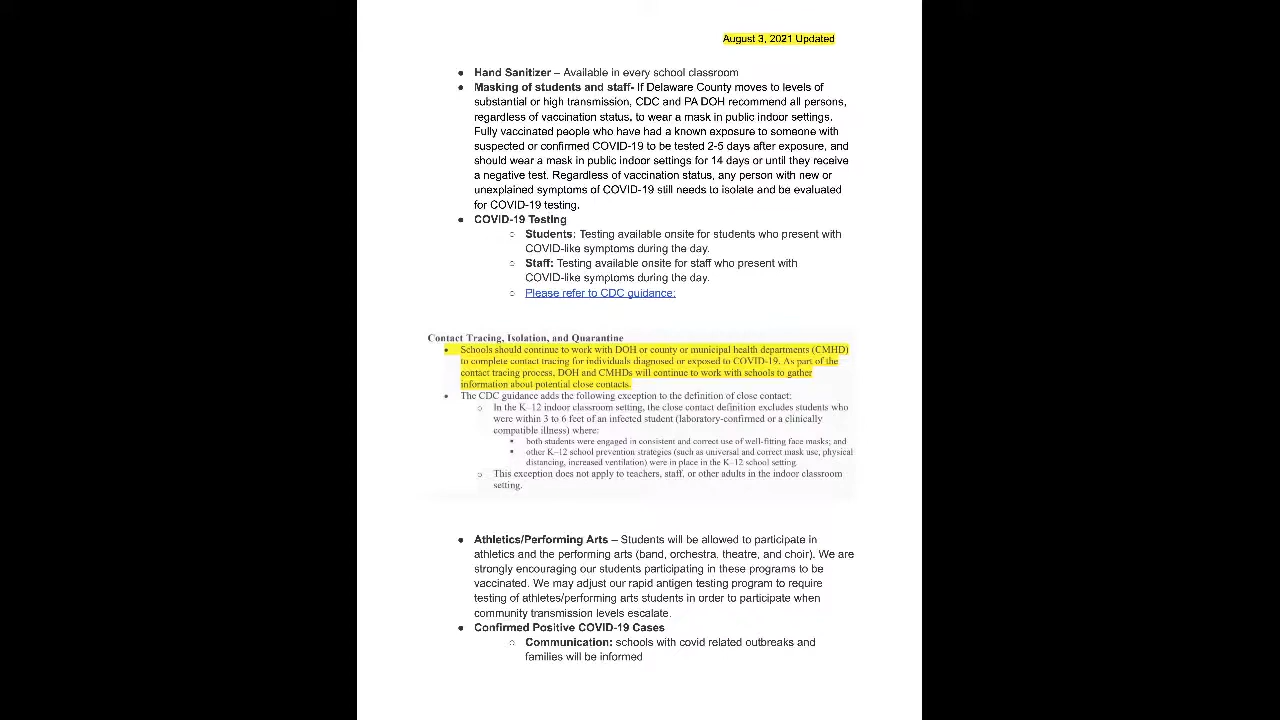 August 3, 2021 Updated
● Hand Sanitizer – Available in every school classroom
● Masking of students and staff- If Delaware County moves to levels of
substantial or high transmission, CDC and PA DOH recommend all persons,
regardless of vaccination status, to wear a mask in public indoor settings.
Fully vaccinated people who have had a known exposure to someone with
suspected or confirmed COVID-19 to be tested 2-5 days after exposure, and
should wear a mask in public indoor settings for 14 days or until they receive
a negative test. Regardless of vaccination status, any person with new or
unexplained symptoms of COVID-19 still needs to isolate and be evaluated
for COVID-19 testing.
● COVID-19 Testing
○ Students: Testing available onsite for students who present with
COVID-like symptoms during the day.
○ Staff: Testing available onsite for staff who present with
COVID-like symptoms during the day.
○ Please refer to CDC guidance:
Contact Tracing, Isolation, and Quarantine
• Schools should continue to work with DOH or county or municipal health departments (CMHD)
to complete contact tracing for individuals diagnosed or exposed to COVID-19. As part of the
contact tracing process, DOH and CMHDs will continue to work with schools to gather
information about potential close contacts.
• The CDC guidance adds the following exception to the definition of close contact:
○ In the K–12 indoor classroom setting, the close contact definition excludes students who
were within 3 to 6 feet of an infected student (laboratory-confirmed or a clinically
compatible illness) where:
▪ both students were engaged in consistent and correct use of well-fitting face masks; and
▪ other K–12 school prevention strategies (such as universal and correct mask use, physical
distancing, increased ventilation) were in place in the K–12 school setting
○ This exception does not apply to teachers, staff, or other adults in the indoor classroom
setting.
● Athletics/Performing Arts – Students will be allowed to participate in
athletics and the performing arts (band, orchestra, theatre, and choir). We are
strongly encouraging our students participating in these programs to be
vaccinated. We may adjust our rapid antigen testing program to require
testing of athletes/performing arts students in order to participate when
community transmission levels escalate.
● Confirmed Positive COVID-19 Cases
○ Communication: schools with covid related outbreaks and
families will be informed